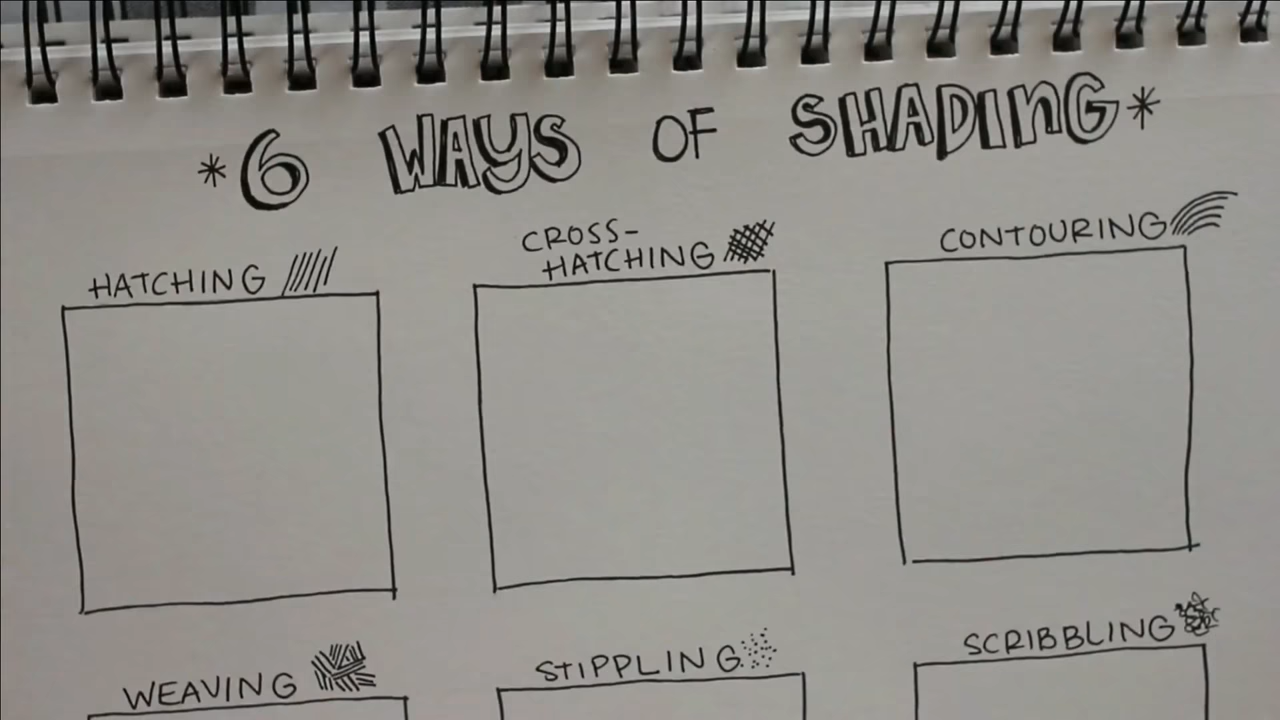 *6 WAYS OF SHADING*
HATCHING
CROSS-
HATCHING
CONTOURING
WEAVING
STIPPLING
SCRIBBLING